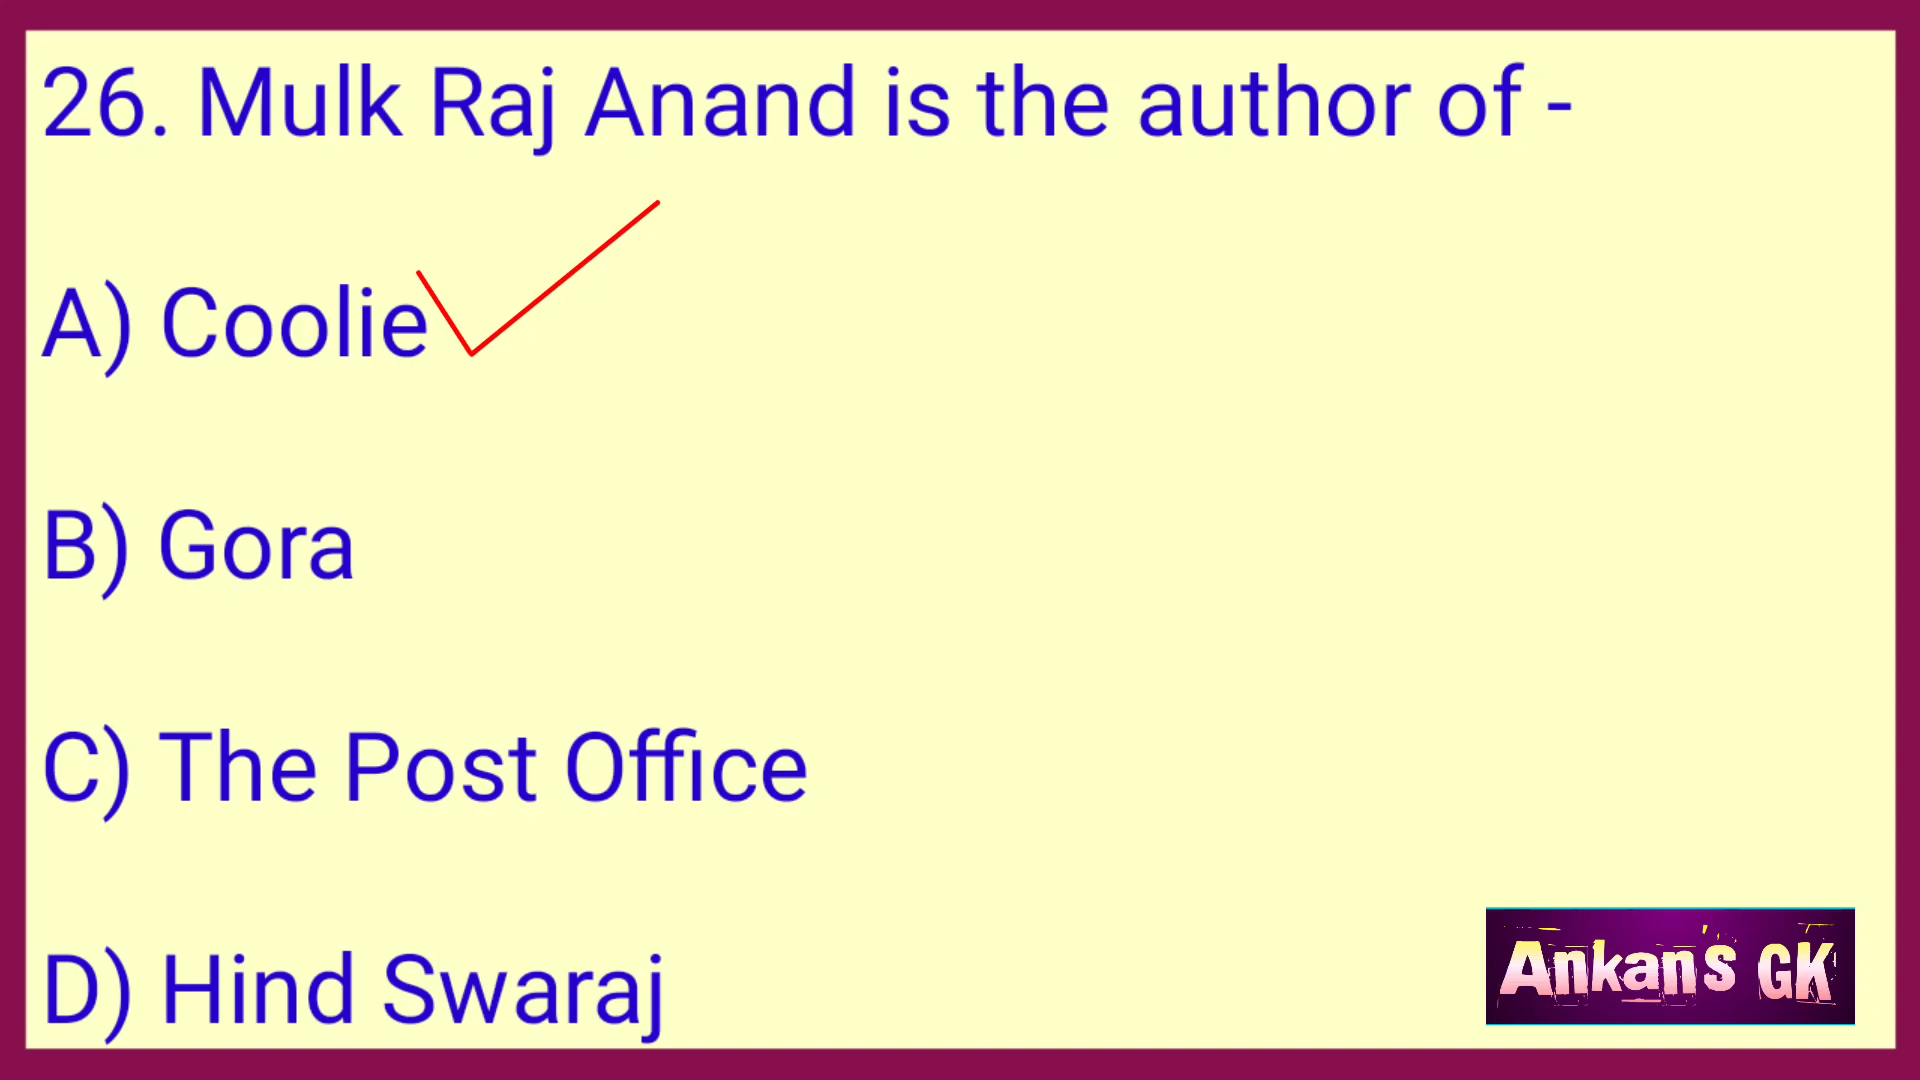 26. Mulk Raj Anand is the author of -
A) Coolie
B) Gora
C) The Post Office
D) Hind Swaraj
Ankan's GK